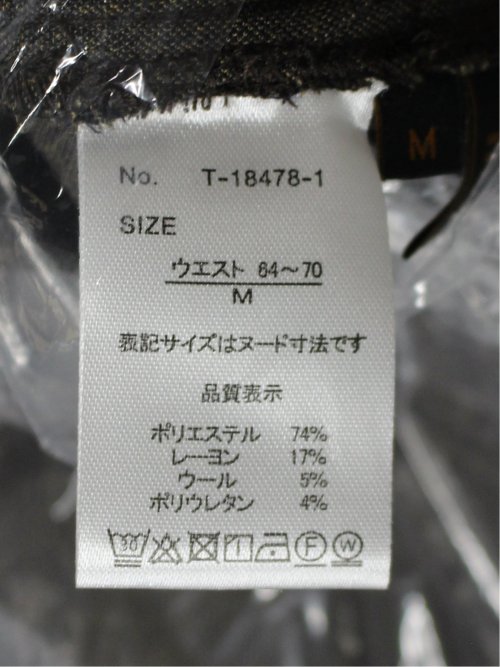 M
No. T-18478-1
SIZE
ウエスト 64〜70
M
表記サイズはヌード寸法です
品質表示
ポリエステル 74%
レーヨン 17%
ウール 5%
ポリウレタン 4%
30 1 F W